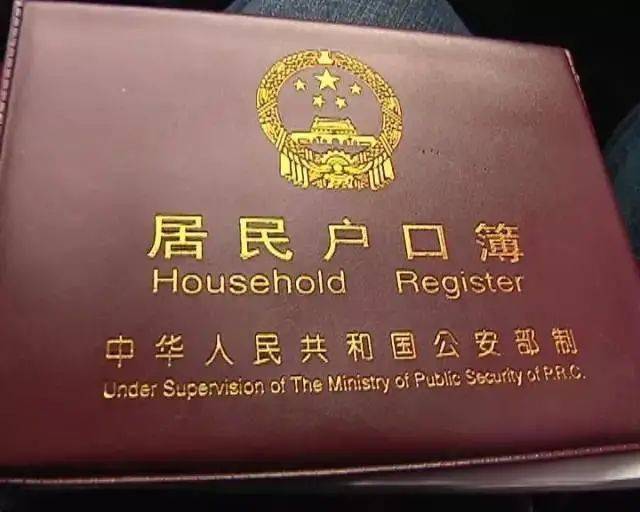 居民户口簿
Household Register
中华人民共和国公安部制
Under Supervision of The Ministry of Public Security of P.R.C.